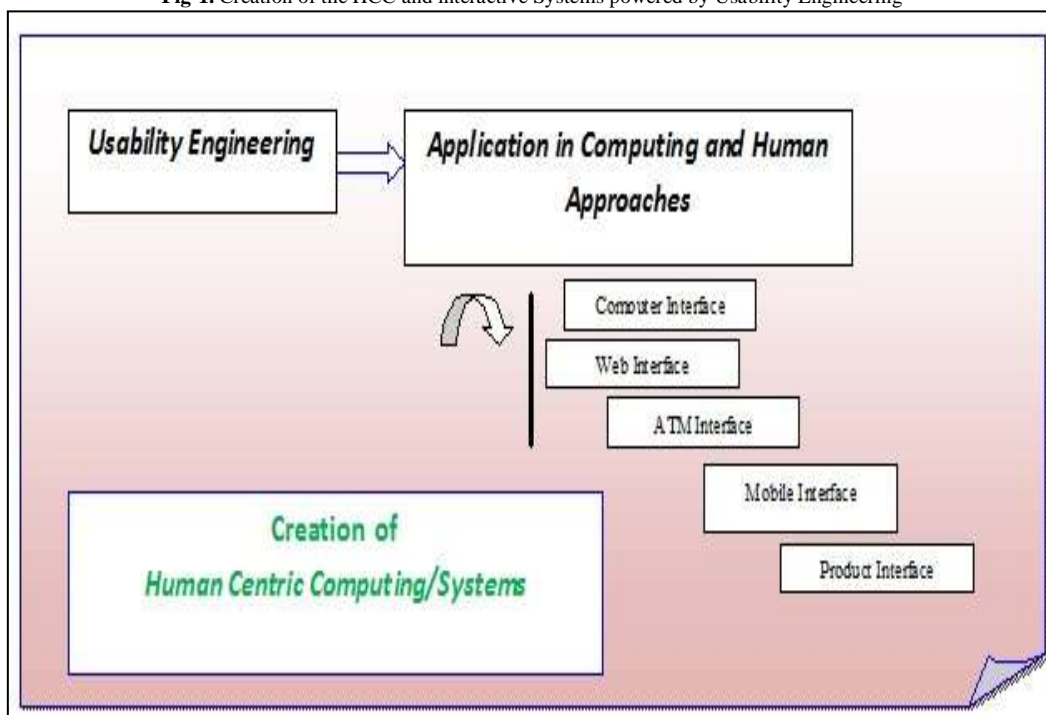 Fig 1. Creation of the HCC and interactive Systems powered by Usability Engineering
Usability Engineering
Application in Computing and Human
Approaches
Computer Interface
Web Interface
ATM Interface
Mobile Interface
Product Interface
Creation of
Human Centric Computing/Systems